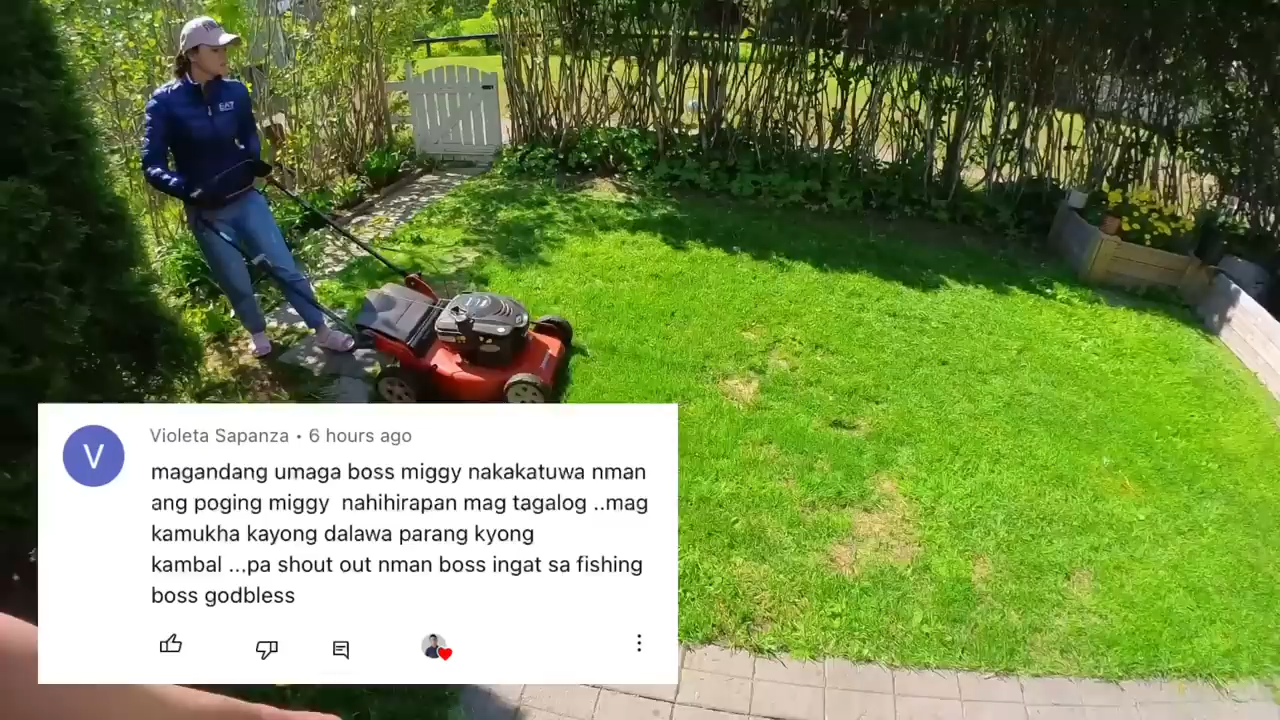 EA7
Violeta Sapanza • 6 hours ago
V
magandang umaga boss miggy nakakatuwa nman
ang poging miggy  nahihirapan mag tagalog ..mag
kamukha kayong dalawa parang kyong
kambal ...pa shout out nman boss ingat sa fishing
boss godbless